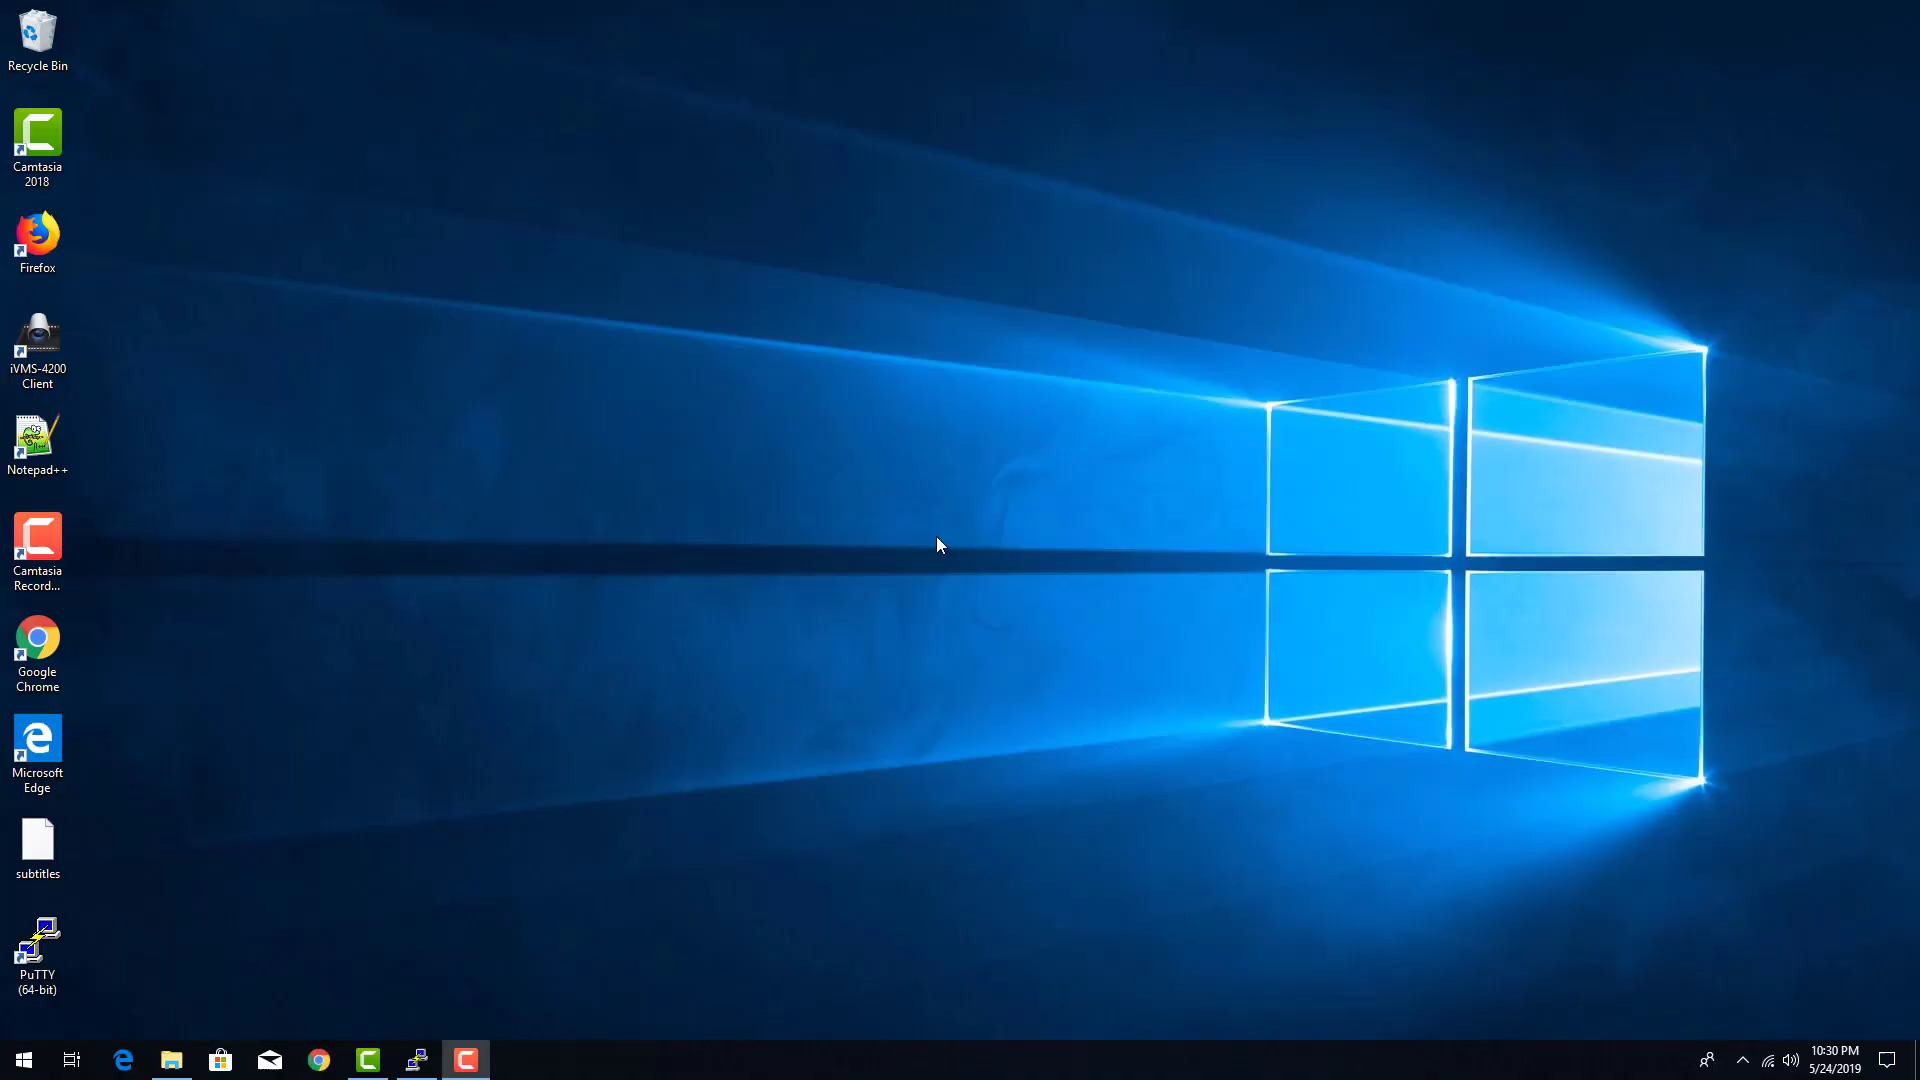 Recycle Bin
Camtasia
2018
Firefox
iVMS-4200
Client
Notepad++
Camtasia
Record...
Google
Chrome
Microsoft
Edge
subtitles
PuTTY
(64-bit)
10:30 PM
5/24/2019